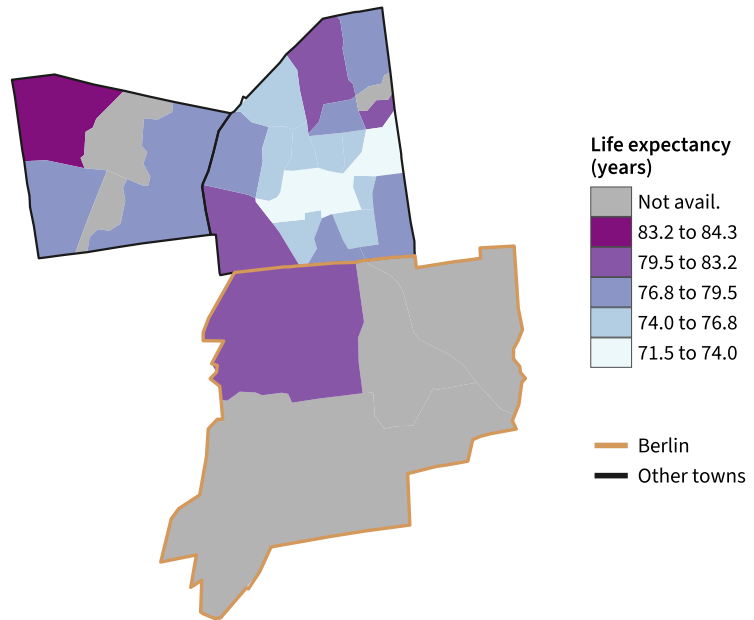 Life expectancy
(years)
Not avail.
83.2 to 84.3
79.5 to 83.2
76.8 to 79.5
74.0 to 76.8
71.5 to 74.0
Berlin
Other towns